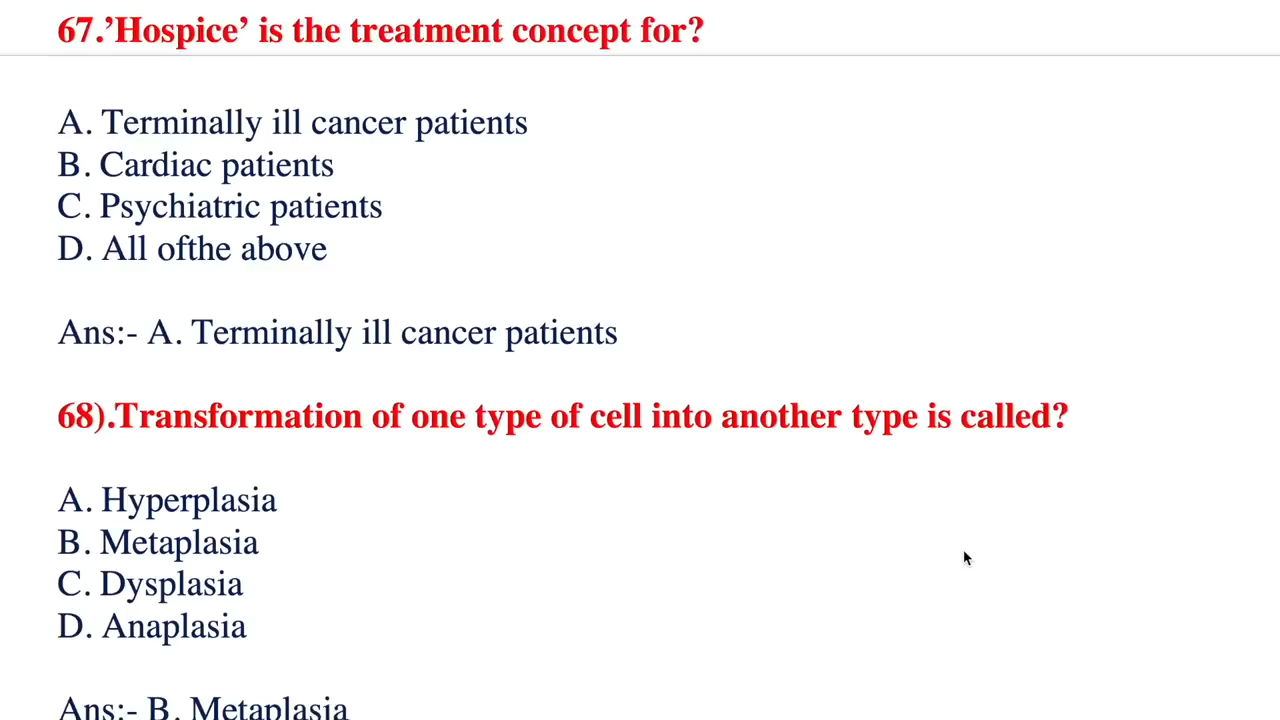 67.’Hospice’ is the treatment concept for?
A. Terminally ill cancer patients
B. Cardiac patients
C. Psychiatric patients
D. All ofthe above
Ans:- A. Terminally ill cancer patients
68).Transformation of one type of cell into another type is called?
A. Hyperplasia
B. Metaplasia
C. Dysplasia
D. Anaplasia
Ans:- B. Metaplasia